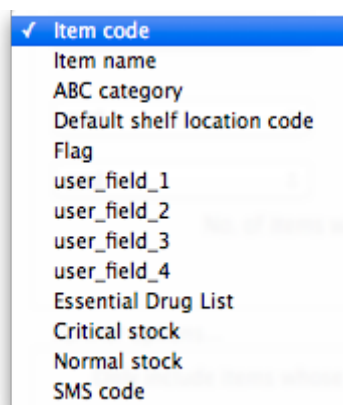 ✓ Item code
Item name
ABC category
Default shelf location code
Flag
user_field_1
user_field_2
user_field_3
user_field_4
Essential Drug List
Critical stock
Normal stock
SMS code